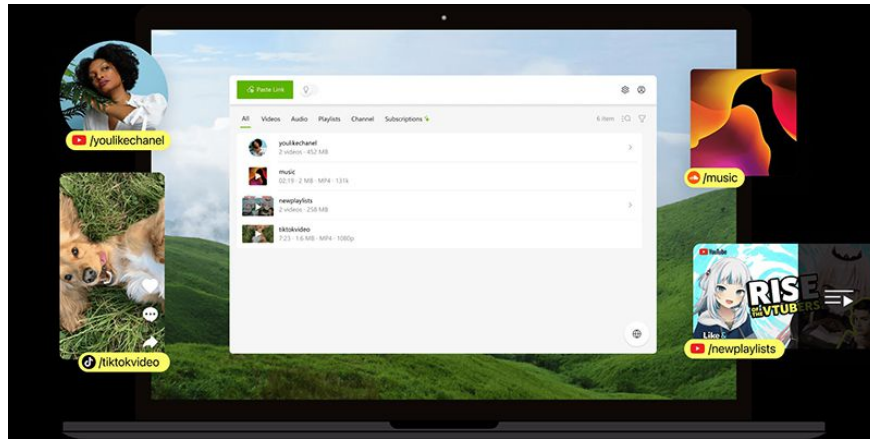 /youlikechanel
Paste Link
All Videos Audio Playlists Channel Subscriptions
6 item
youlikechanel
2 videos · 452 MB
music
02:19 · 2 MB · MP4 · 131k
newplaylists
2 videos · 258 MB
tiktokvideo
7:23 · 1.6 MB · MP4 · 1080p
/tiktokvideo
/music
YouTube
RISE
OF THE VTUBERS
Like &
/newplaylists